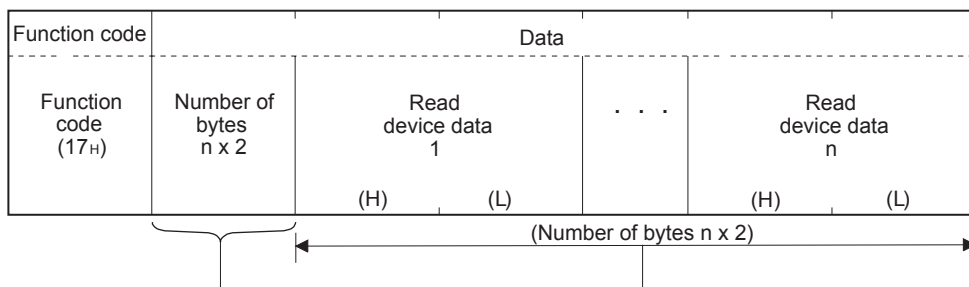 Function code
Data
Function
code
(17H)
Number of
bytes
n x 2
Read
device data
1
(H)
(L)
. . .
Read
device data
n
(H)
(L)
(Number of bytes n x 2)